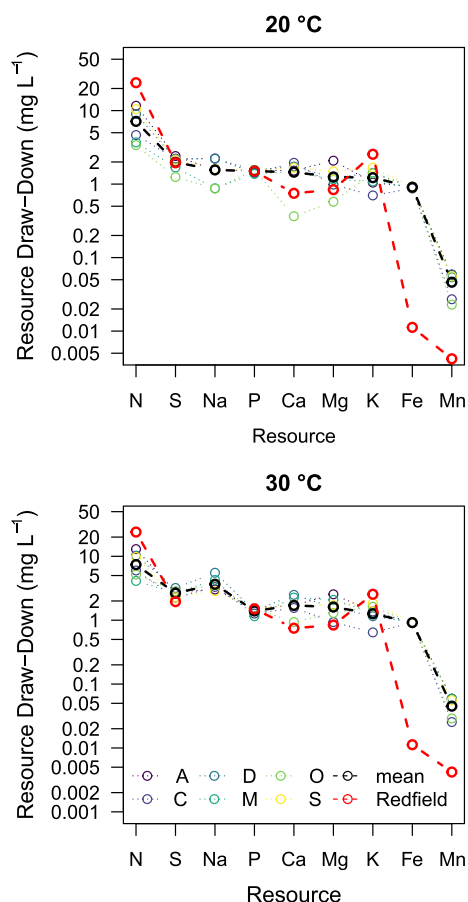 20 °C
Resource Draw−Down (mg L−1)
50
20
10
5
2
1
0.5
0.2
0.1
0.05
0.02
0.01
0.005
N S Na P Ca Mg K Fe Mn
Resource
30 °C
Resource Draw−Down (mg L−1)
50
20
10
5
2
1
0.5
0.2
0.1
0.05
0.02
0.01
0.005
0.002
0.001
A D O mean
C M S Redfield
N S Na P Ca Mg K Fe Mn
Resource